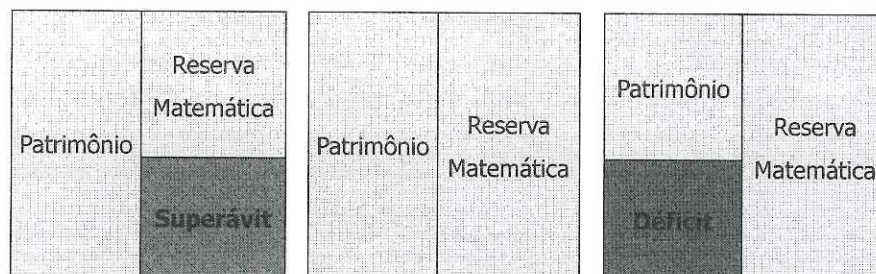 Patrimônio
Reserva
Matemática
Superávit
Patrimônio
Reserva
Matemática
Patrimônio
Déficit
Reserva
Matemática